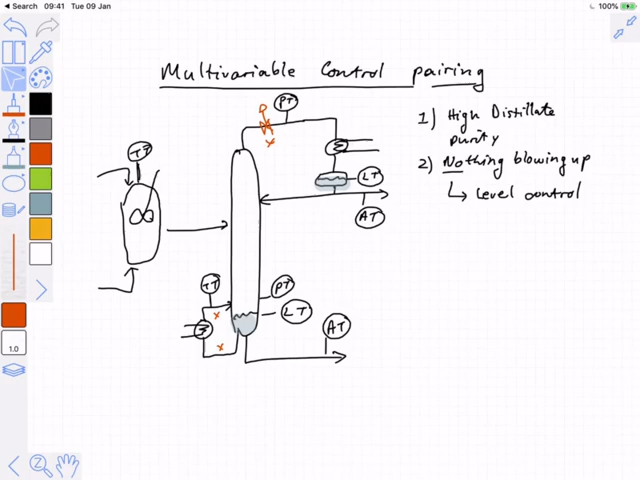 Search 09:41 Tue 09 Jan 100%
Multivariable Control pairing
PT
1) High Distillate
purity
2) Nothing blowing up
↳ Level control
TT
LT
AT
TT
PT
LT
AT
1.0